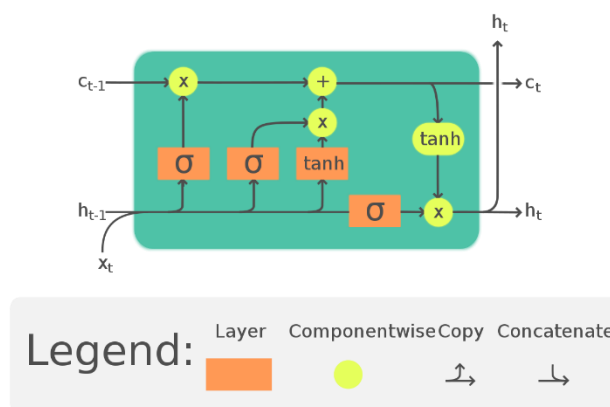 hₜ
cₜ₋₁ x + cₜ
x
tanh
σ σ tanh
hₜ₋₁ σ x hₜ
xₜ
Legend:
Layer Componentwise Copy Concatenate